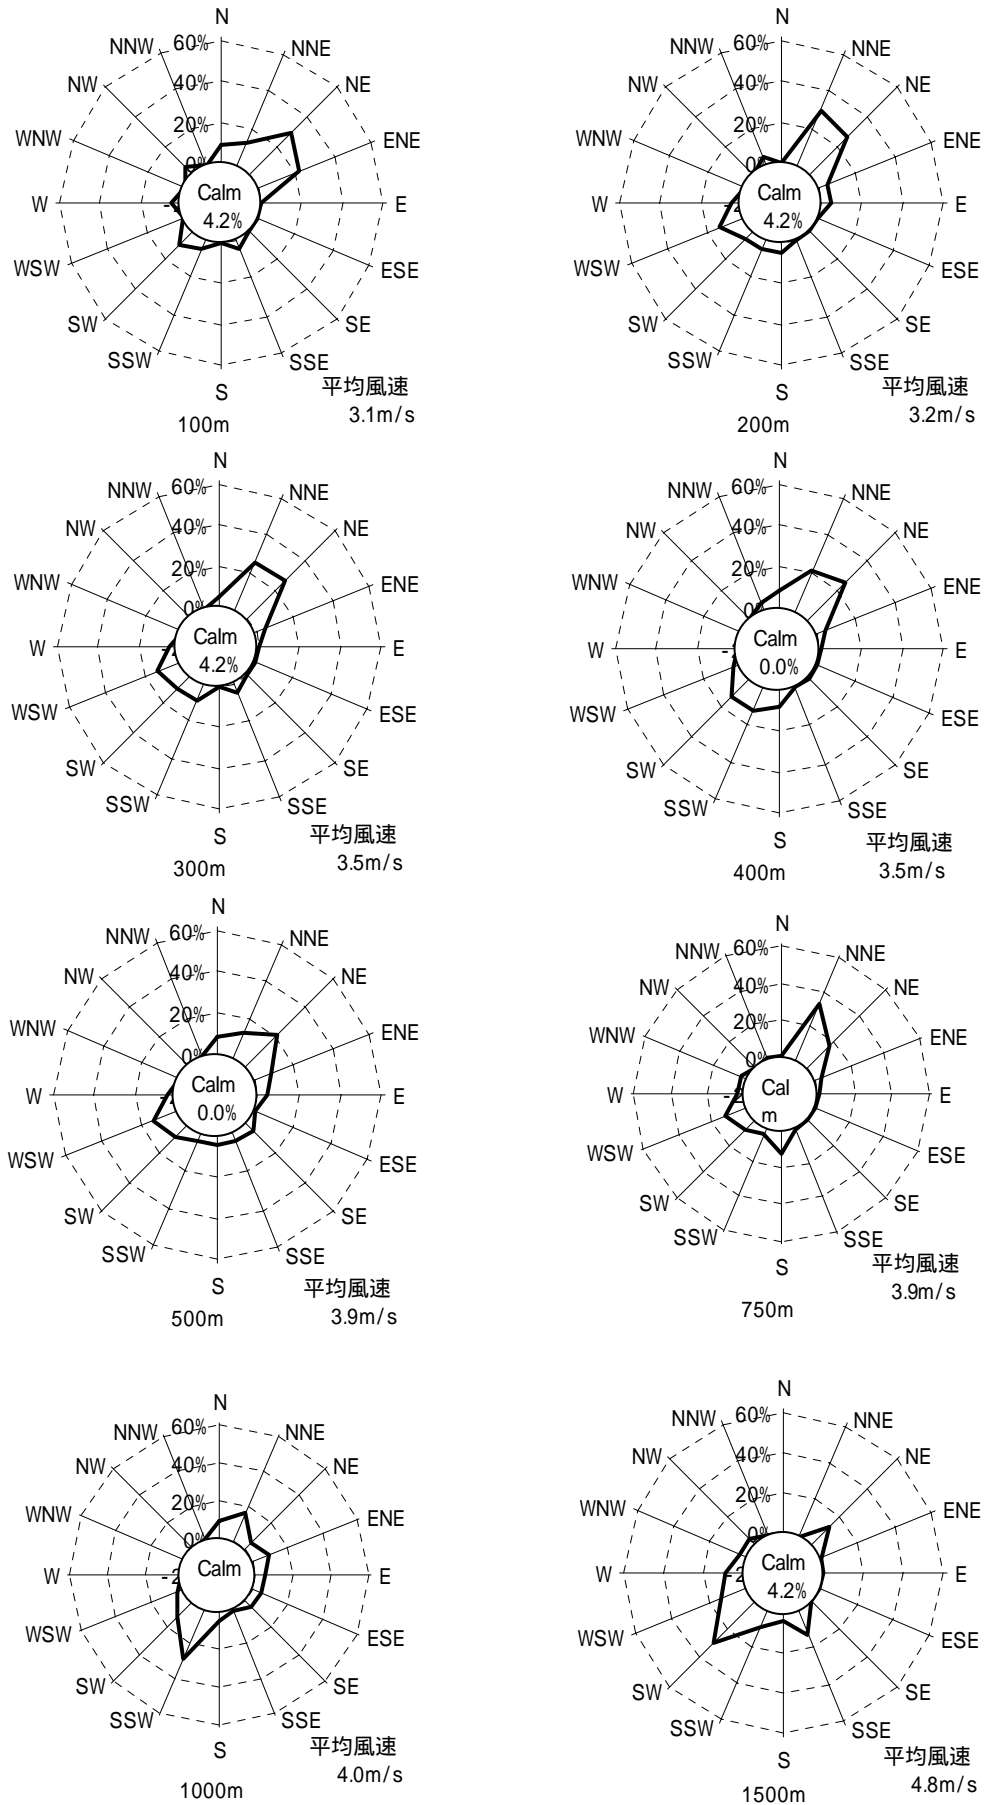 N
NNE
NE
ENE
E
ESE
SE
SSE
S
SSW
SW
WSW
W
WNW
NW
NNW
60%
40%
20%
0%
Calm
4.2%
平均風速
3.1m/s
100m
N
NNE
NE
ENE
E
ESE
SE
SSE
S
SSW
SW
WSW
W
WNW
NW
NNW
60%
40%
20%
0%
-2
Calm
4.2%
平均風速
3.2m/s
200m
N
NNE
NE
ENE
E
ESE
SE
SSE
S
SSW
SW
WSW
W
WNW
NW
NNW
60%
40%
20%
0%
Calm
4.2%
平均風速
3.5m/s
300m
N
NNE
NE
ENE
E
ESE
SE
SSE
S
SSW
SW
WSW
W
WNW
NW
NNW
60%
40%
20%
0%
Calm
0.0%
平均風速
3.5m/s
400m
N
NNE
NE
ENE
E
ESE
SE
SSE
S
SSW
SW
WSW
W
WNW
NW
NNW
60%
40%
20%
0%
Calm
0.0%
平均風速
3.9m/s
500m
N
NNE
NE
ENE
E
ESE
SE
SSE
S
SSW
SW
WSW
W
WNW
NW
NNW
60%
40%
20%
0%
-2
Cal
m
平均風速
3.9m/s
750m
N
NNE
NE
ENE
E
ESE
SE
SSE
S
SSW
SW
WSW
W
WNW
NW
NNW
60%
40%
20%
0%
-2
Calm
平均風速
4.0m/s
1000m
N
NNE
NE
ENE
E
ESE
SE
SSE
S
SSW
SW
WSW
W
WNW
NW
NNW
60%
40%
20%
0%
-2
Calm
4.2%
平均風速
4.8m/s
1500m